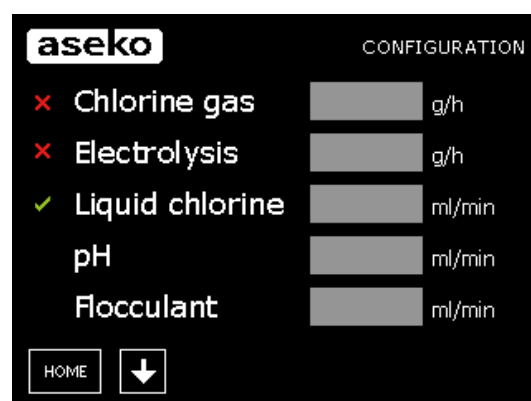 aseko CONFIGURATION
Chlorine gas g/h
Electrolysis g/h
Liquid chlorine ml/min
pH ml/min
Flocculant ml/min
HOME